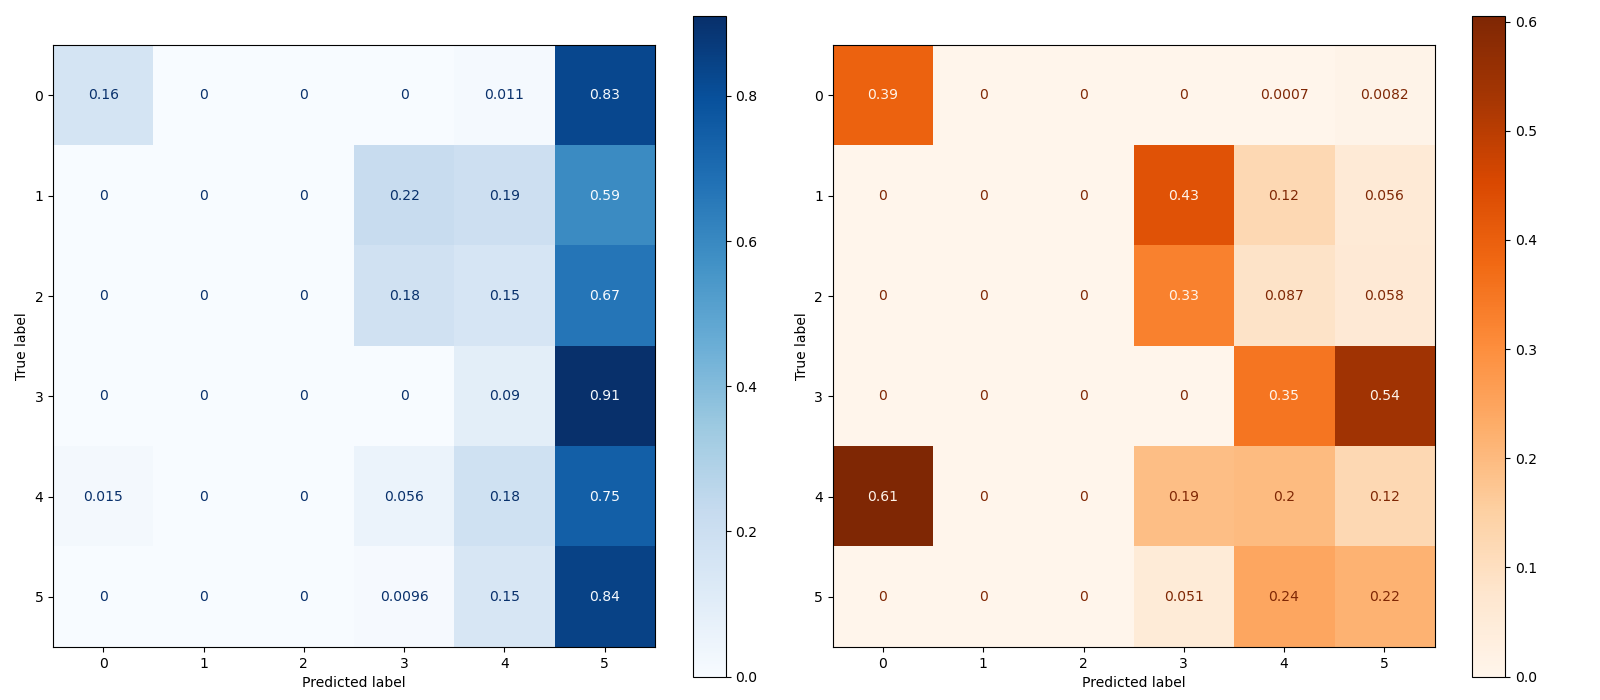 0 0.16 0 0 0 0.011 0.83
1 0 0 0 0.22 0.19 0.59
2 0 0 0 0.18 0.15 0.67
3 0 0 0 0 0.09 0.91
4 0.015 0 0 0.056 0.18 0.75
5 0 0 0 0.0096 0.15 0.84
0 1 2 3 4 5
Predicted label
True label
0.8
0.6
0.4
0.2
0.0
0 0.39 0 0 0 0.0007 0.0082
1 0 0 0 0.43 0.12 0.056
2 0 0 0 0.33 0.087 0.058
3 0 0 0 0 0.35 0.54
4 0.61 0 0 0.19 0.2 0.12
5 0 0 0 0.051 0.24 0.22
0 1 2 3 4 5
Predicted label
True label
0.6
0.5
0.4
0.3
0.2
0.1
0.0